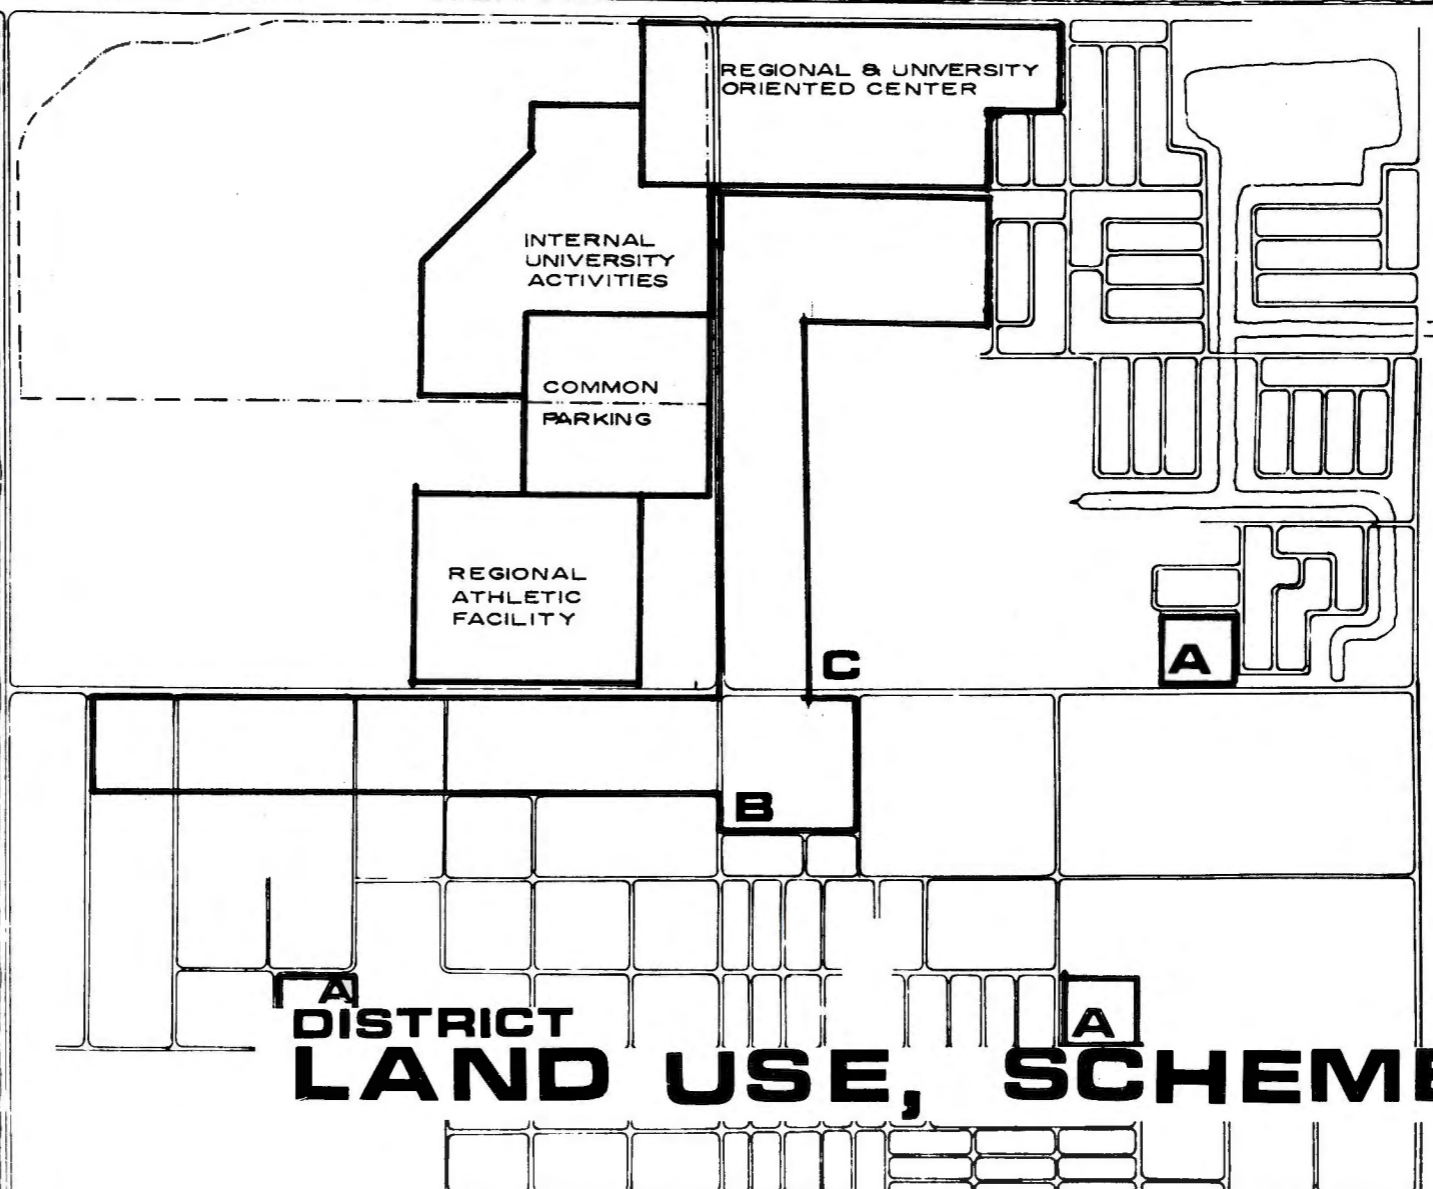 REGIONAL & UNIVERSITY
ORIENTED CENTER
INTERNAL
UNIVERSITY
ACTIVITIES
COMMON
PARKING
REGIONAL
ATHLETIC
FACILITY
C
A
B
A
A
DISTRICT
LAND USE, SCHEME